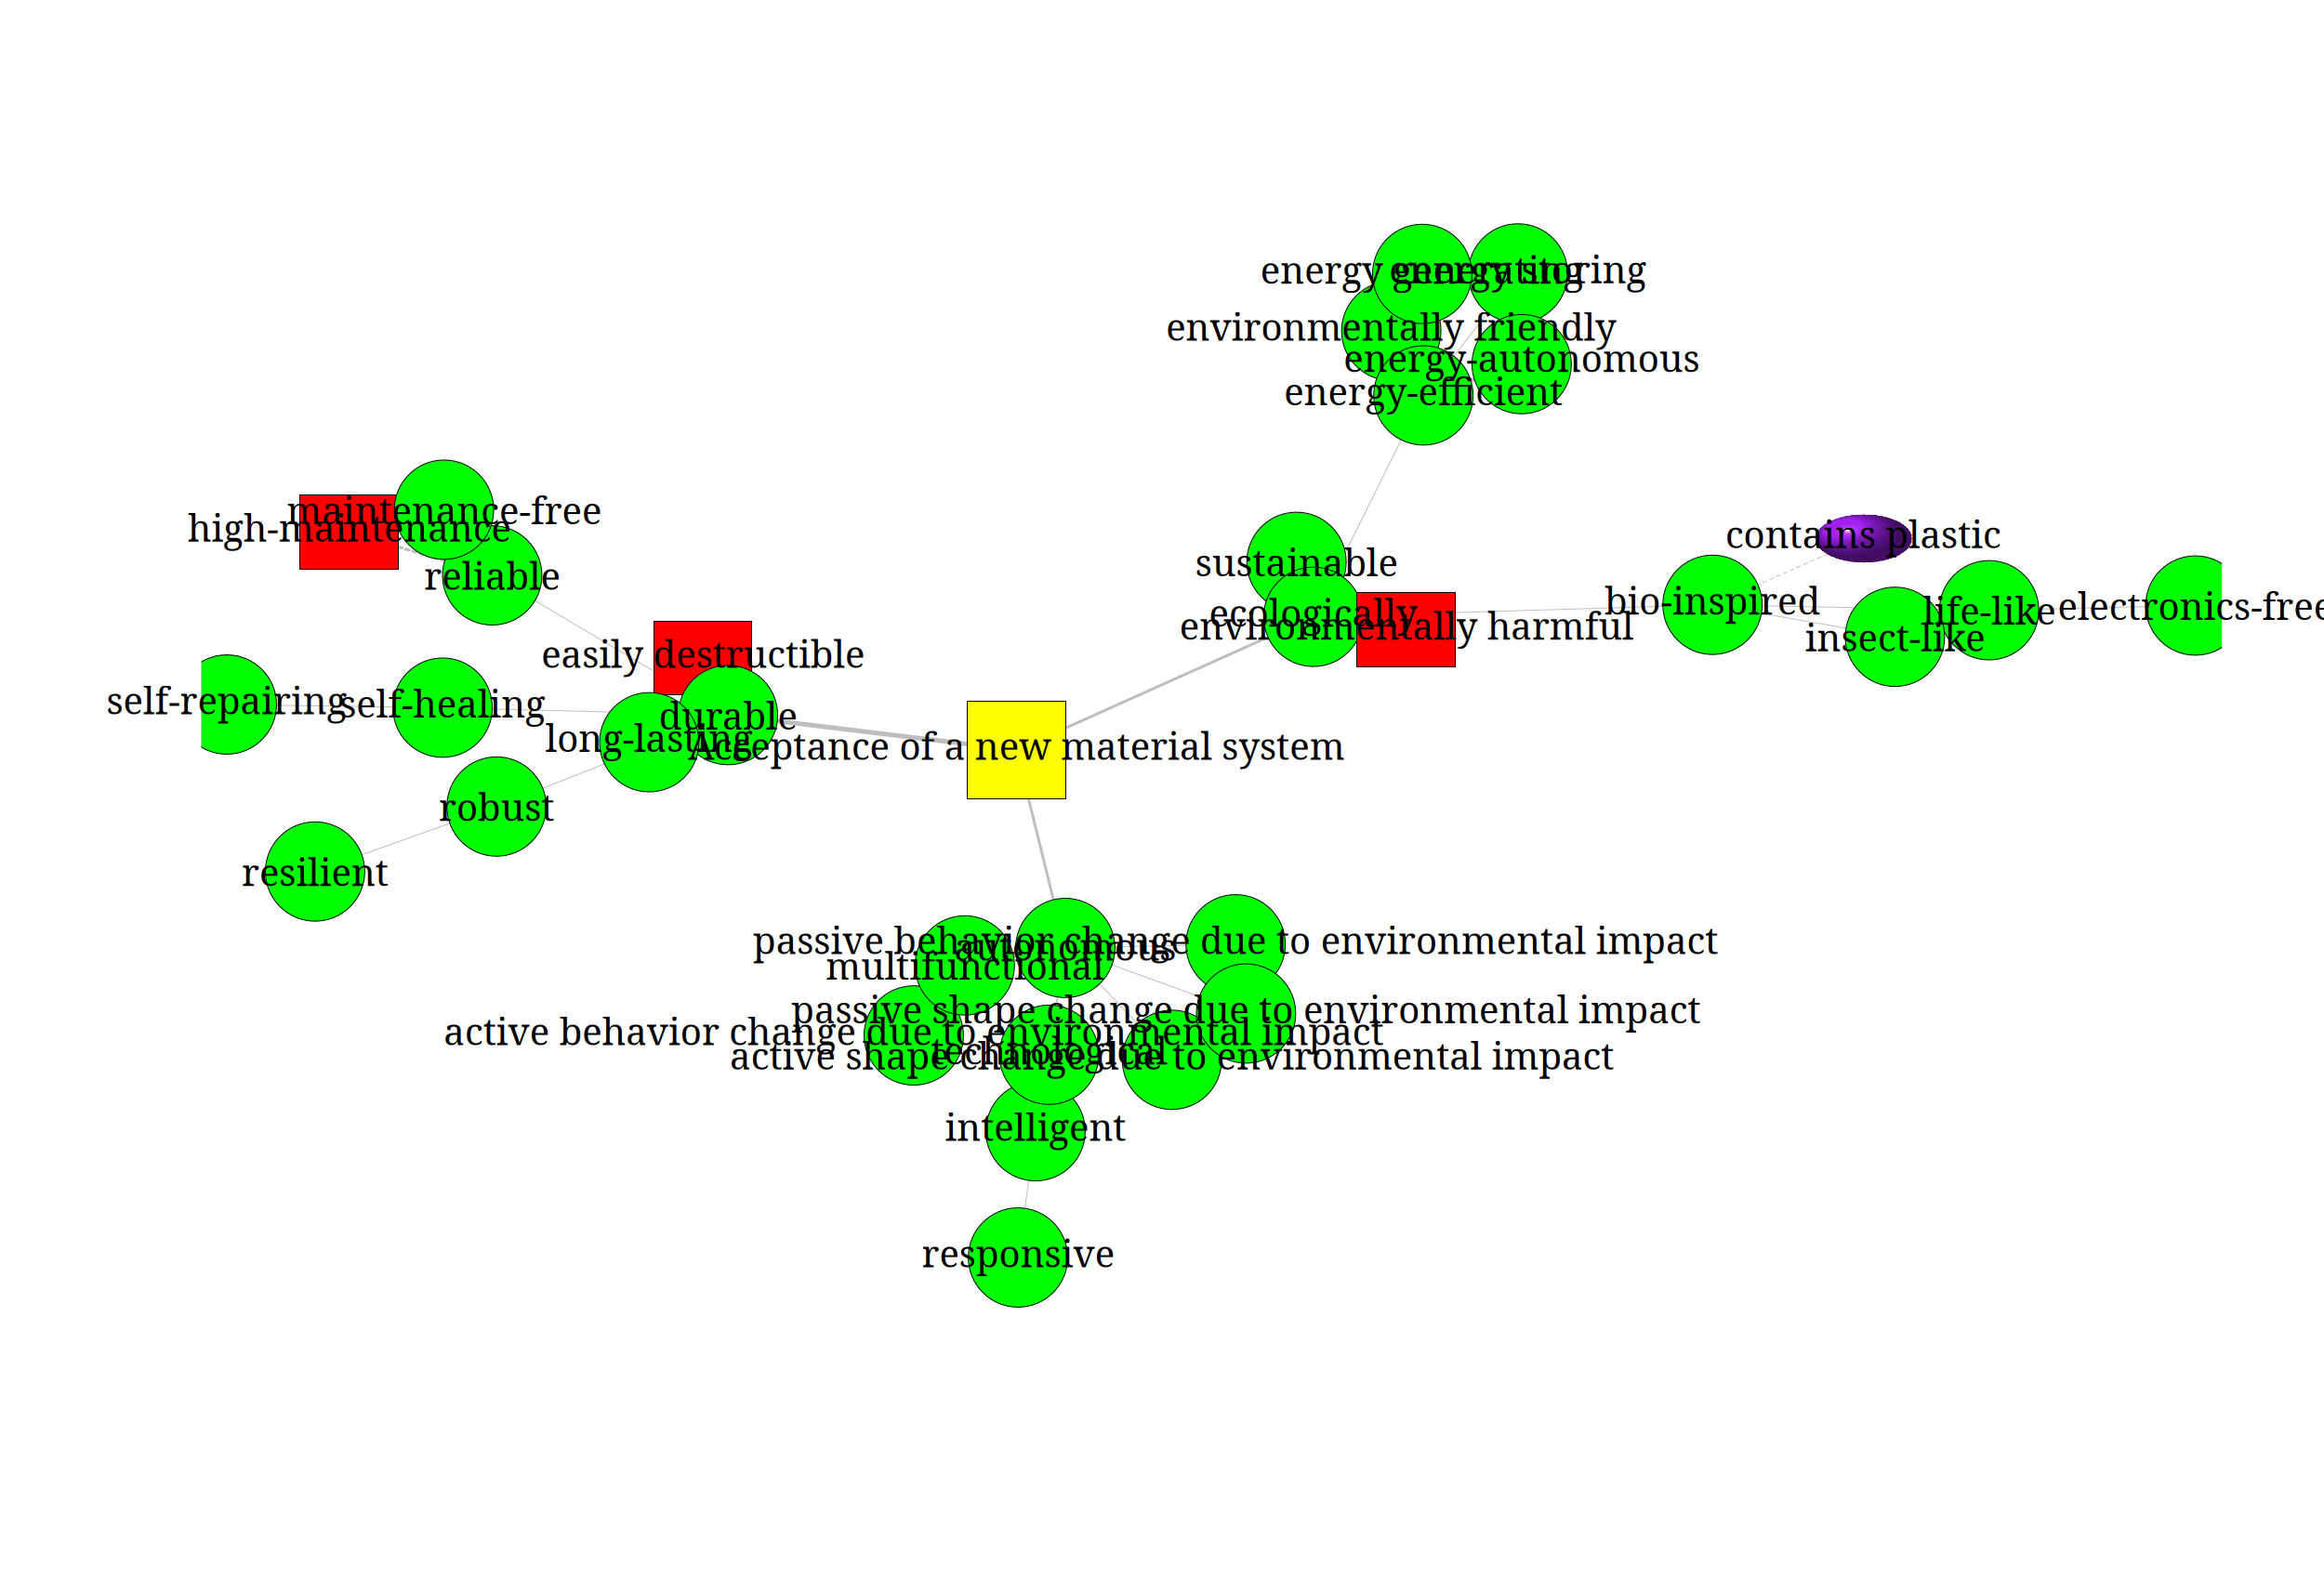 energy generating
energy storing
environmentally friendly
energy-autonomous
energy-efficient
maintenance-free
high-maintenance
contains plastic
sustainable
reliable
bio-inspired
ecologically
life-like
electronics-free
environmentally harmful
insect-like
easily destructible
self-repairing
self-healing
durable
long-lasting
Acceptance of a new material system
robust
resilient
passive behavior change due to environmental impact
autonomous
multifunctional
passive shape change due to environmental impact
active behavior change due to environmental impact
technological
active shape change due to environmental impact
intelligent
responsive